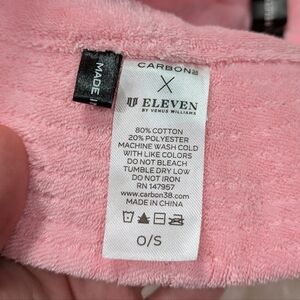 MADE I
CARBON38
X
ELEVEN
BY VENUS WILLIAMS
80% COTTON
20% POLYESTER
MACHINE WASH COLD
WITH LIKE COLORS
DO NOT BLEACH
TUMBLE DRY LOW
DO NOT IRON
RN 147957
www.carbon38.com
MADE IN CHINA
O/S